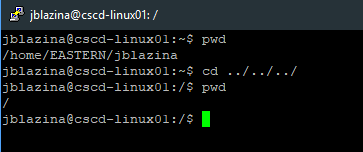 jblazina@cscd-linux01: /
jblazina@cscd-linux01:~$ pwd
/home/EASTERN/jblazina
jblazina@cscd-linux01:~$ cd ../../../
jblazina@cscd-linux01:/$ pwd
/
jblazina@cscd-linux01:/$